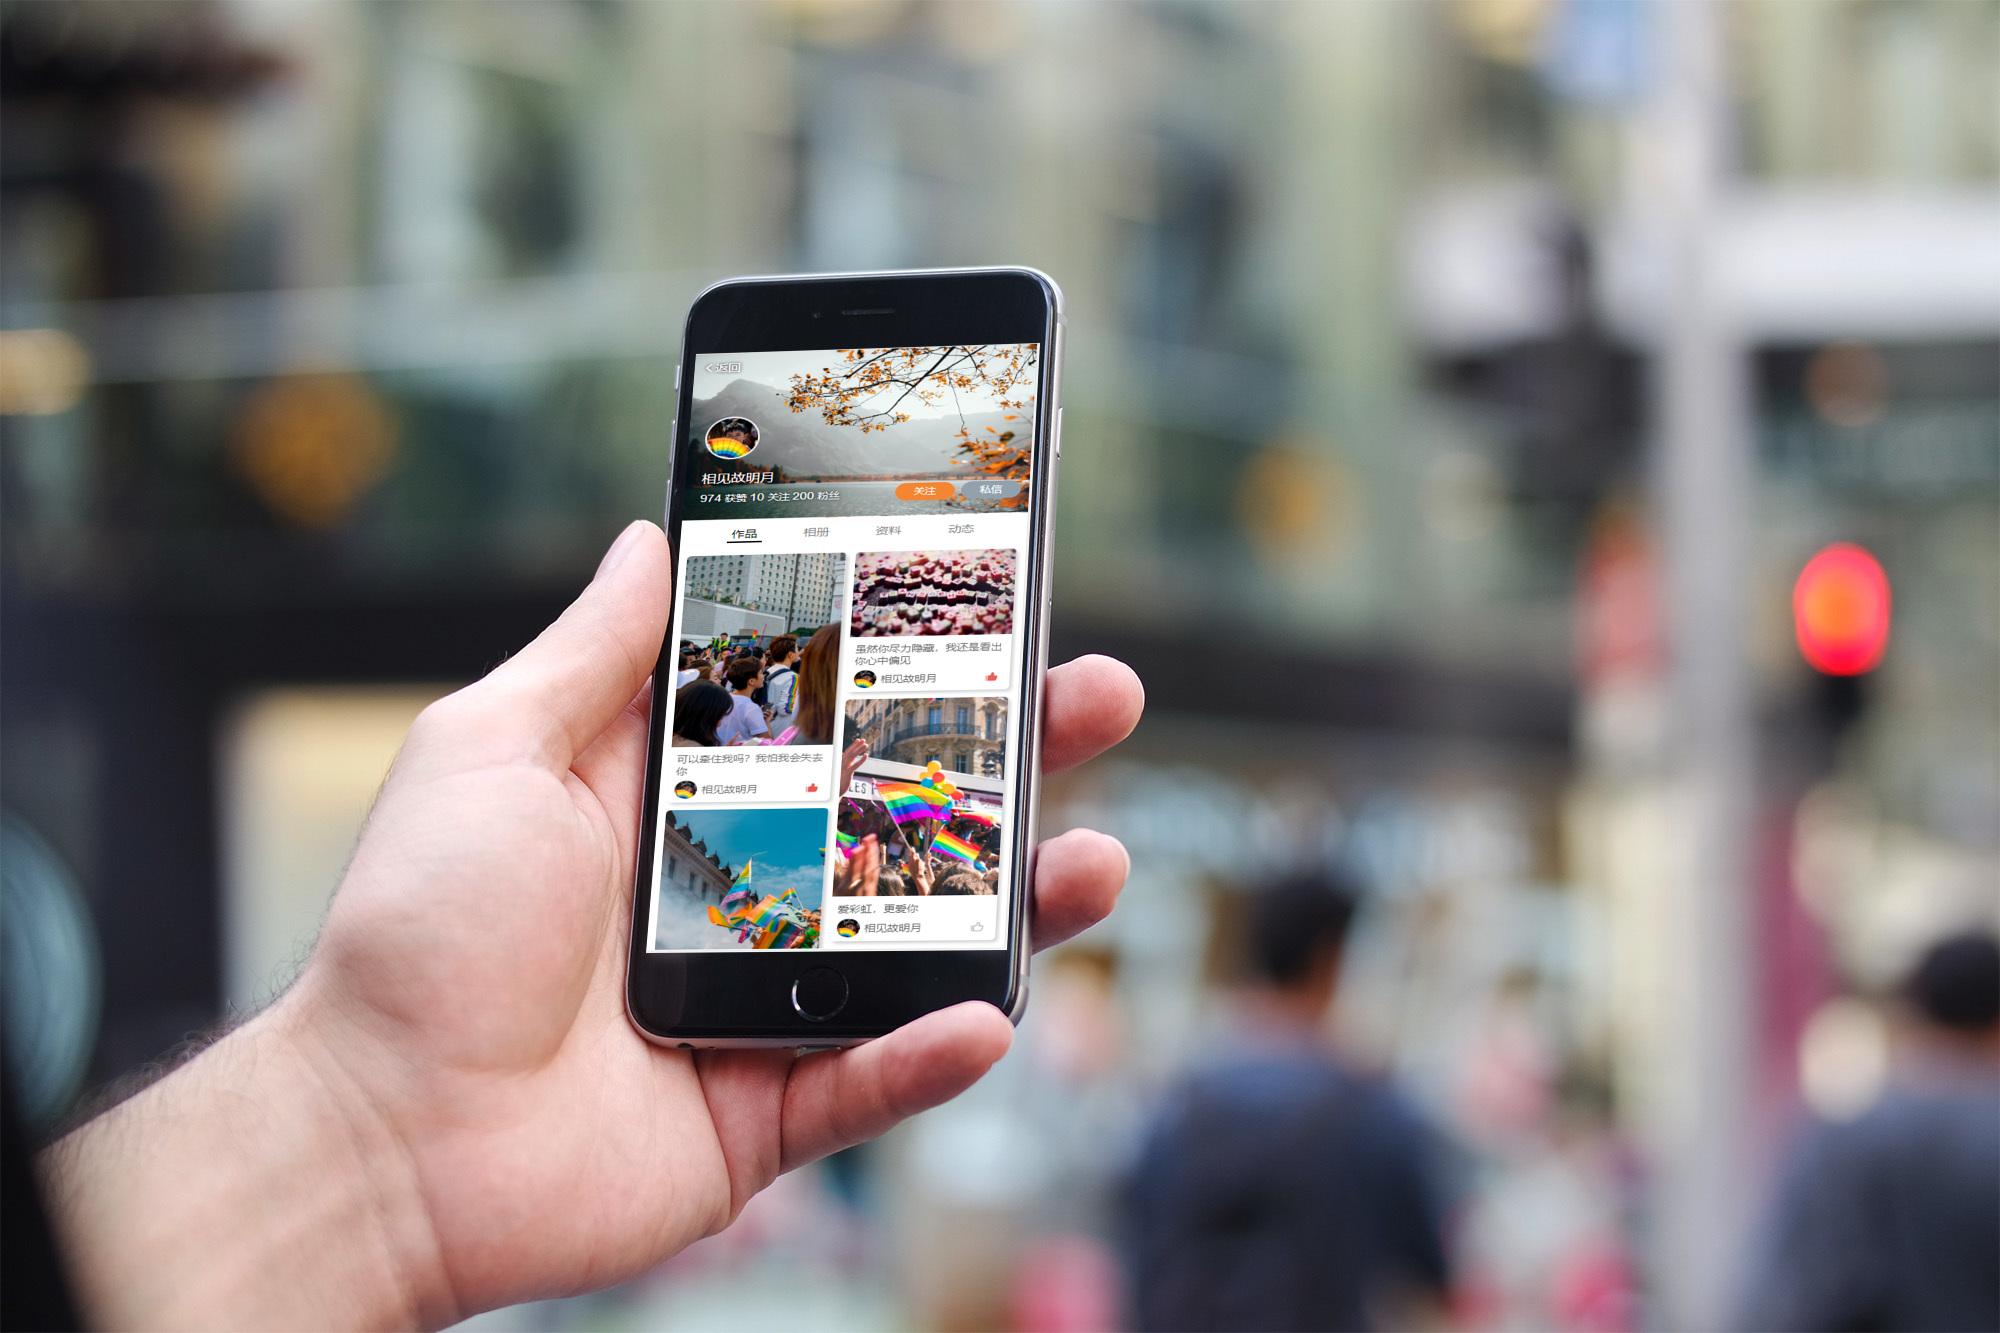 返回
相见故明月
974 获赞 10 关注 200 粉丝
关注
私信
作品
相册
资料
动态
可以牵住我吗？我怕我会失去
你
相见故明月
虽然你尽力隐藏，我还是看出
你心中偏见
相见故明月
LES
爱彩虹，更爱你
相见故明月